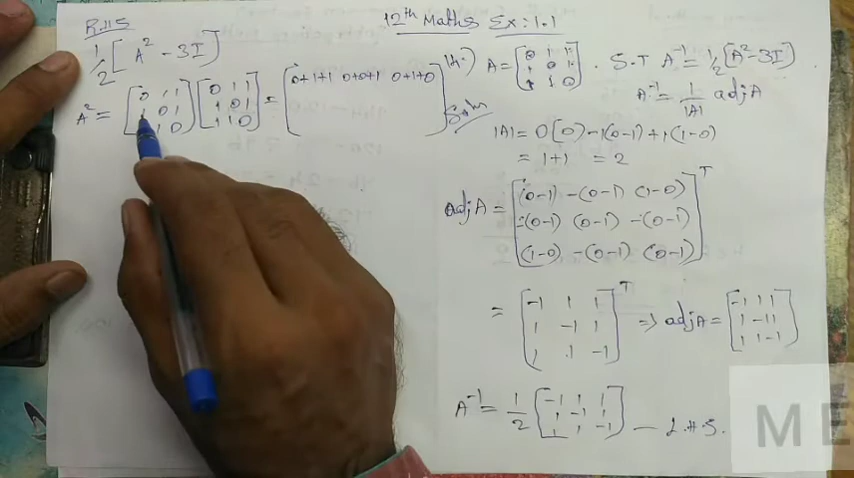 12th Maths Ex: 1.1
R.H.S
1/2 [A² - 3I]
A² = [0 1 1
1 0 1
1 0] [0 1 1
1 0 1
1 1 0] = [0+1+1 0+0+1 0+1+0
14.) A = [0 1 1
1 0 1
1 1 0] . S.T A⁻¹ = 1/2 [A² - 3I] .
Soln
A⁻¹ = 1/|A| adj A
|A| = 0[0) - 1(0-1) + 1(1-0)
= 1+1 = 2
adj A = [(0-1) -(0-1) (1-0)
-(0-1) (0-1) -(0-1)
(1-0) -(0-1) (0-1)]ᵀ
= [-1 1 1
1 -1 1
1 1 -1]ᵀ ⇒ adj A = [-1 1 1
1 -1 1
1 1 -1]
A⁻¹ = 1/2 [-1 1 1
1 -1 1
1 1 -1] — L.H.S.
M E